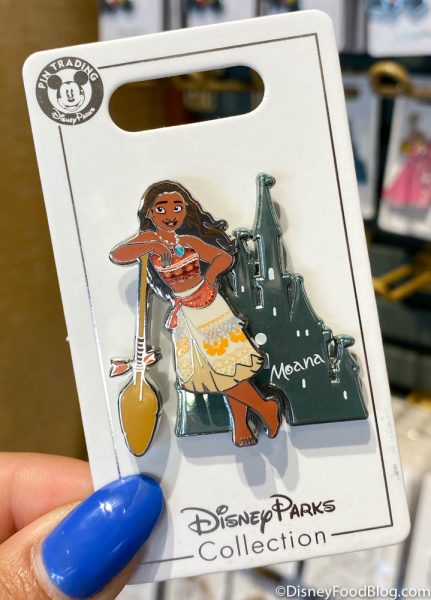 PIN TRADING
Disney Parks
Moana
Disney Parks
Collection
©DisneyFoodBlog.com